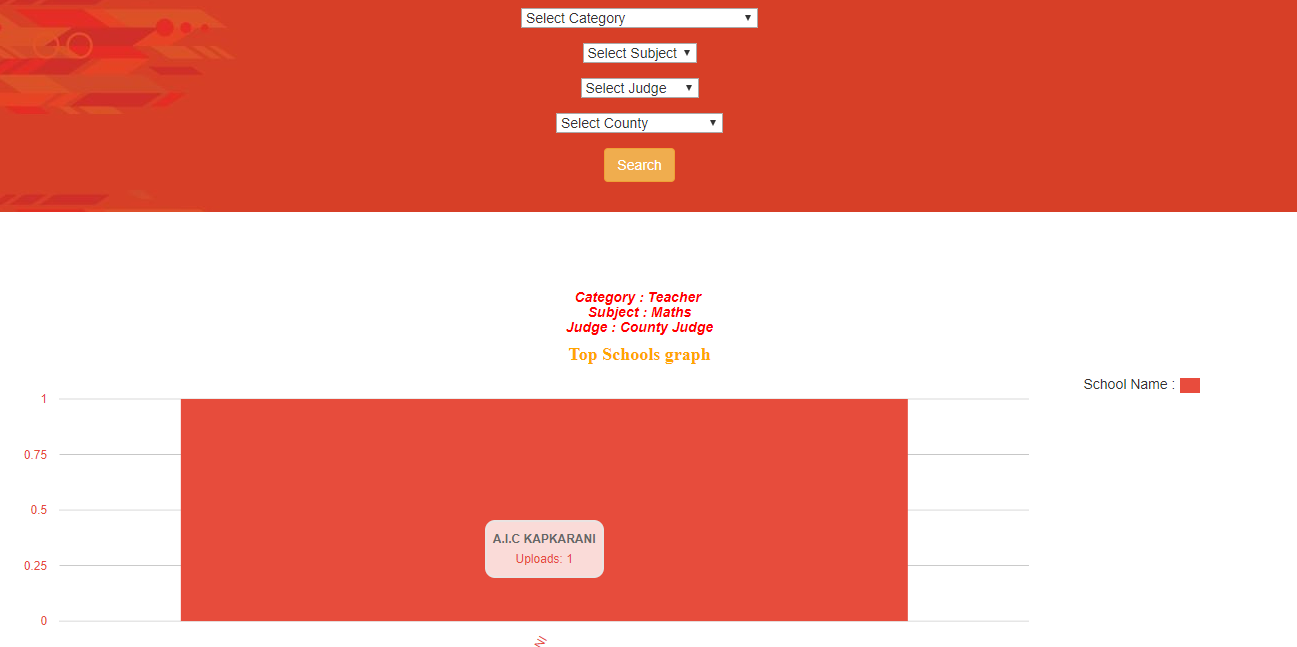 Select Category
Select Subject
Select Judge
Select County
Search
Category : Teacher
Subject : Maths
Judge : County Judge
Top Schools graph
School Name :
1
0.75
0.5
0.25
0
A.I.C KAPKARANI
Uploads: 1
NI